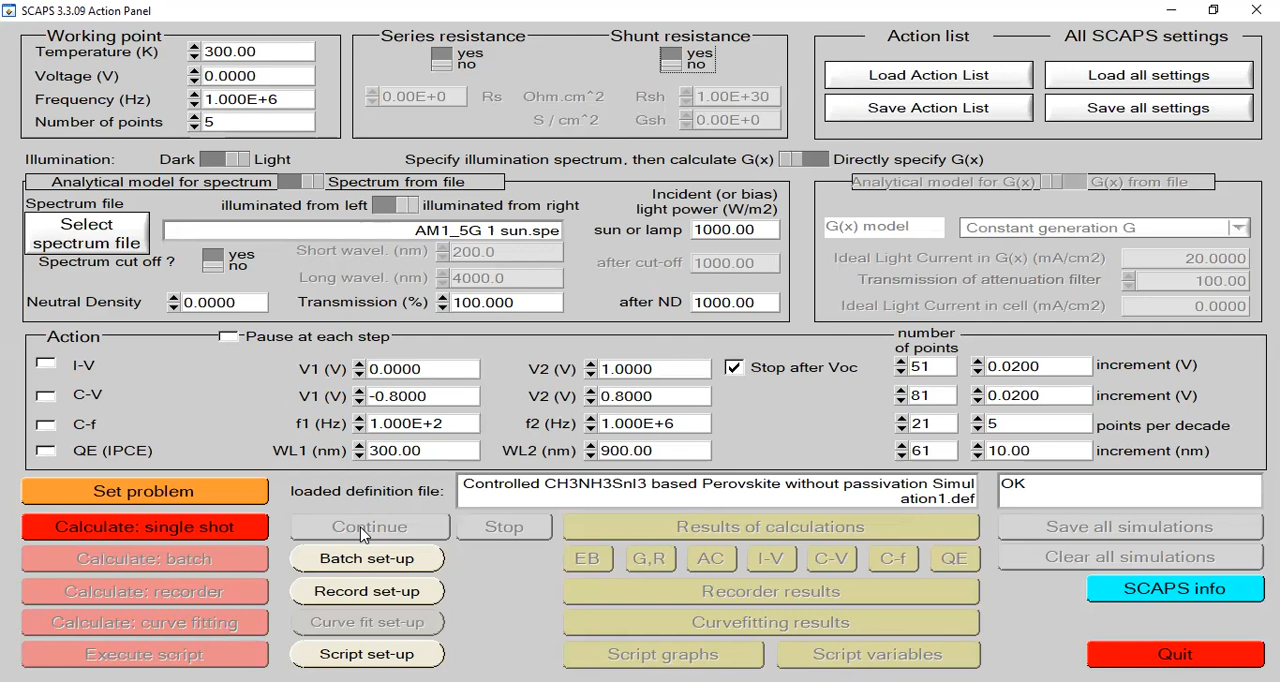 SCAPS 3.3.09 Action Panel
Working point
Temperature (K) 300.00
Voltage (V) 0.0000
Frequency (Hz) 1.000E+6
Number of points 5
Series resistance
yes
no
Shunt resistance
yes
no
0.00E+0 Rs Ohm.cm^2 Rsh 1.00E+30
S / cm^2 Gsh 0.00E+0
Action list
Load Action List
Save Action List
All SCAPS settings
Load all settings
Save all settings
Illumination: Dark Light
Specify illumination spectrum, then calculate G(x) Directly specify G(x)
Analytical model for spectrum Spectrum from file
Spectrum file
Select
spectrum file
illuminated from left illuminated from right
AM1_5G 1 sun.spe
Incident (or bias)
light power (W/m2)
sun or lamp 1000.00
Spectrum cut off ? yes
no
Short wavel. (nm) 200.0
Long wavel. (nm) 4000.0
after cut-off 1000.00
Neutral Density 0.0000
Transmission (%) 100.000
after ND 1000.00
Analytical model for G(x) G(x) from file
G(x) model Constant generation G
Ideal Light Current in G(x) (mA/cm2) 20.0000
Transmission of attenuation filter 100.00
Ideal Light Current in cell (mA/cm2) 0.0000
Action
Pause at each step
number
of points
I-V V1 (V) 0.0000 V2 (V) 1.0000 Stop after Voc 51 0.0200 increment (V)
C-V V1 (V) -0.8000 V2 (V) 0.8000 81 0.0200 increment (V)
C-f f1 (Hz) 1.000E+2 f2 (Hz) 1.000E+6 21 5 points per decade
QE (IPCE) WL1 (nm) 300.00 WL2 (nm) 900.00 61 10.00 increment (nm)
Set problem
loaded definition file:
Controlled CH3NH3SnI3 based Perovskite without passivation Simul
ation1.def
OK
Calculate: single shot Continue Stop Results of calculations Save all simulations
Calculate: batch Batch set-up EB G,R AC I-V C-V C-f QE Clear all simulations
Calculate: recorder Record set-up Recorder results SCAPS info
Calculate: curve fitting Curve fit set-up Curvefitting results
Execute script Script set-up Script graphs Script variables Quit